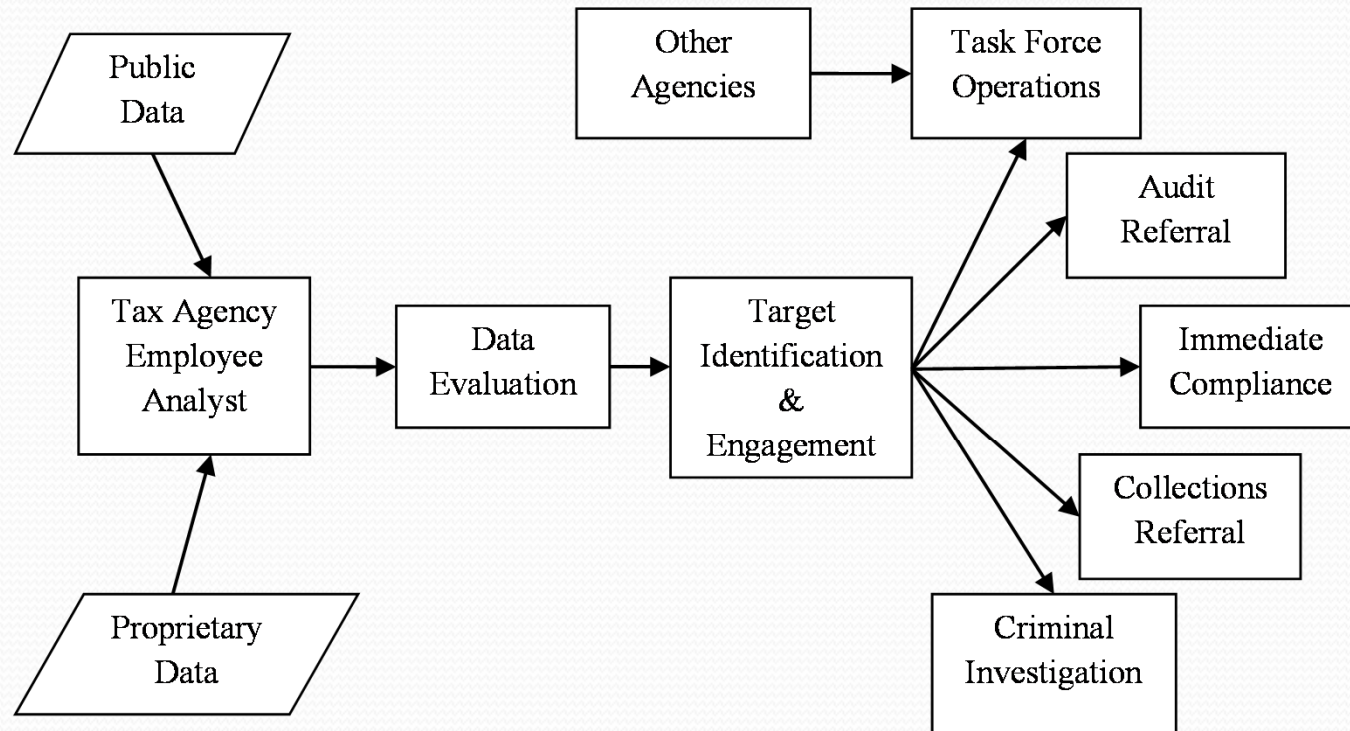 Public
Data
Other
Agencies
Task Force
Operations
Audit
Referral
Tax Agency
Employee
Analyst
Data
Evaluation
Target
Identification
&
Engagement
Immediate
Compliance
Collections
Referral
Proprietary
Data
Criminal
Investigation